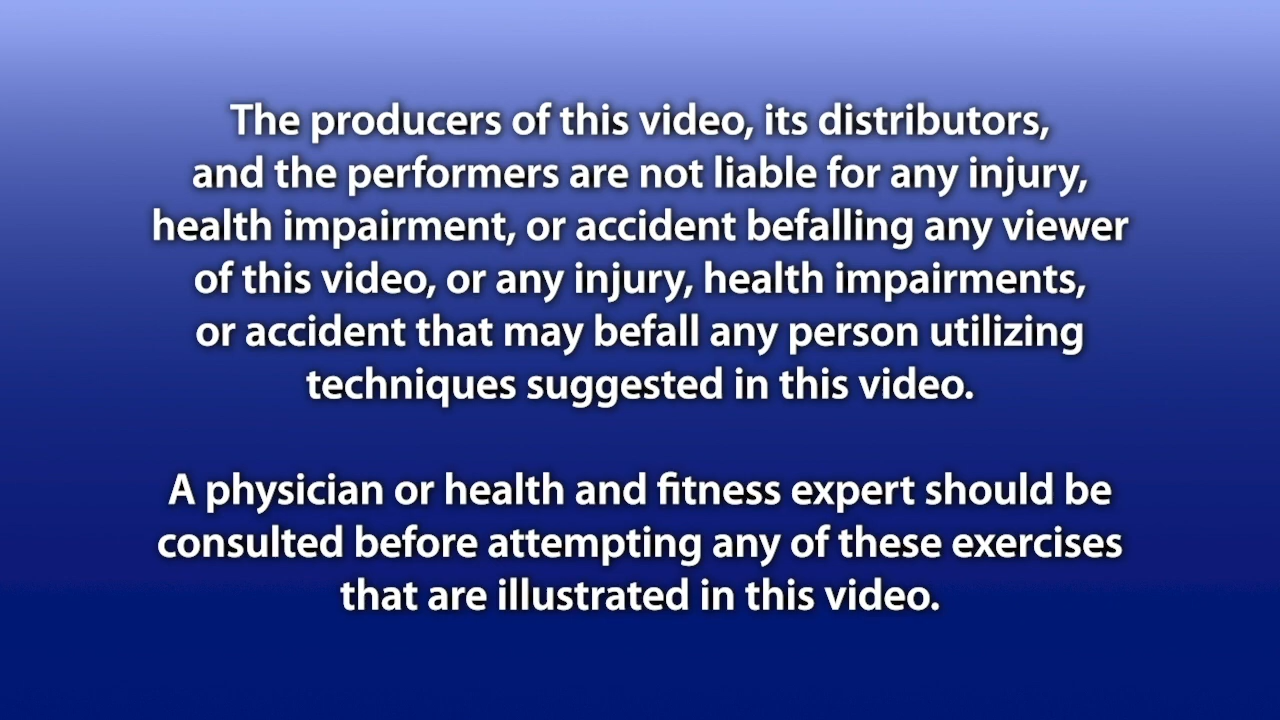 The producers of this video, its distributors,
and the performers are not liable for any injury,
health impairment, or accident befalling any viewer
of this video, or any injury, health impairments,
or accident that may befall any person utilizing
techniques suggested in this video.
A physician or health and fitness expert should be
consulted before attempting any of these exercises
that are illustrated in this video.